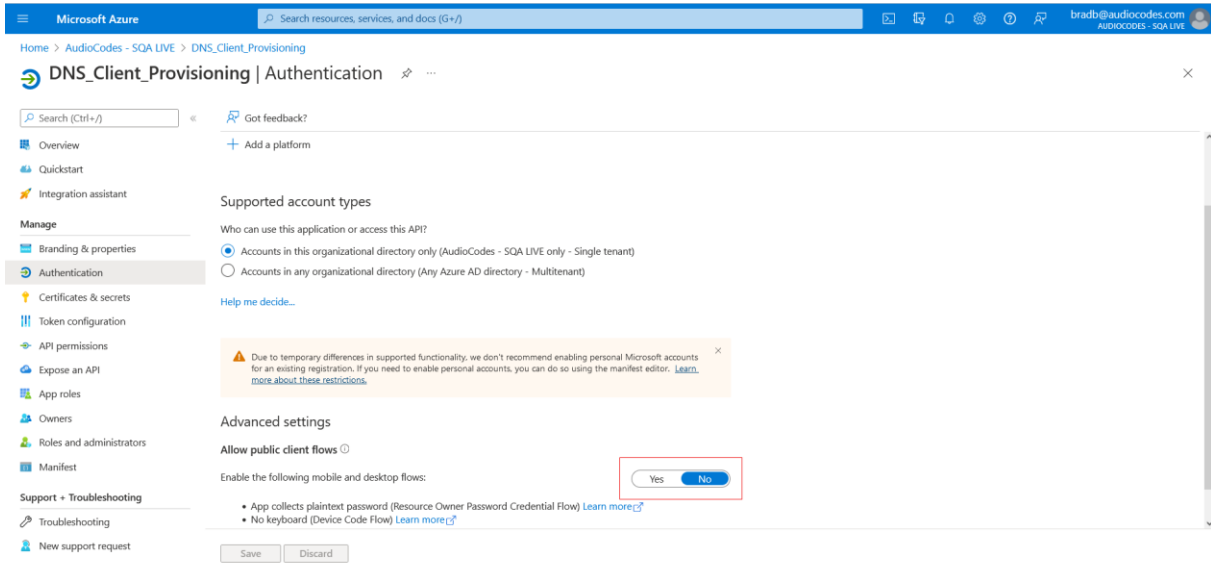 Microsoft Azure
Search resources, services, and docs (G+/)
bradb@audiocodes.com
AUDIOCODES - SQA LIVE
Home > AudioCodes - SQA LIVE > DNS_Client_Provisioning
DNS_Client_Provisioning | Authentication
Search (Ctrl+/)
Overview
Quickstart
Integration assistant
Manage
Branding & properties
Authentication
Certificates & secrets
Token configuration
API permissions
Expose an API
App roles
Owners
Roles and administrators
Manifest
Support + Troubleshooting
Troubleshooting
New support request
Got feedback?
Add a platform
Supported account types
Who can use this application or access this API?
Accounts in this organizational directory only (AudioCodes - SQA LIVE only - Single tenant)
Accounts in any organizational directory (Any Azure AD directory - Multitenant)
Help me decide...
Due to temporary differences in supported functionality, we don't recommend enabling personal Microsoft accounts
for an existing registration. If you need to enable personal accounts, you can do so using the manifest editor. Learn
more about these restrictions.
Advanced settings
Allow public client flows
Enable the following mobile and desktop flows:
Yes No
• App collects plaintext password (Resource Owner Password Credential Flow) Learn more
• No keyboard (Device Code Flow) Learn more
Save Discard